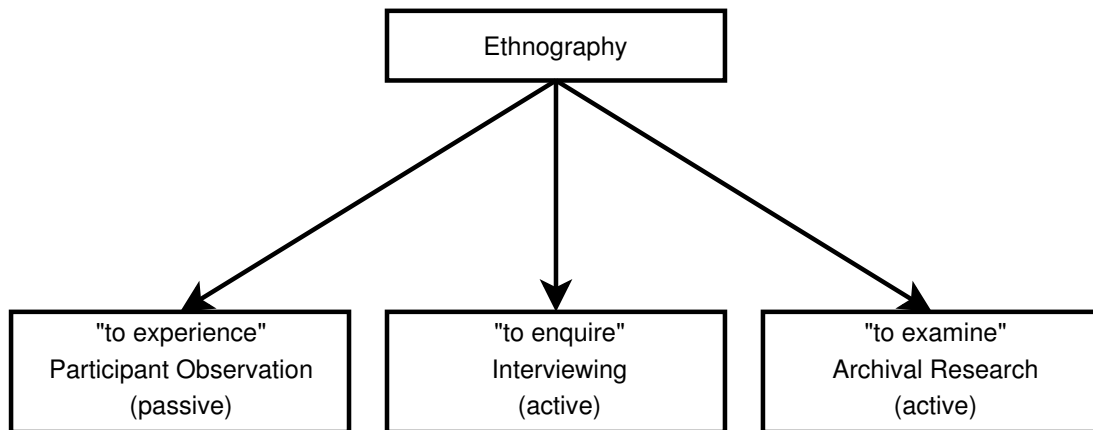 Ethnography
"to experience"
Participant Observation
(passive)
"to enquire"
Interviewing
(active)
"to examine"
Archival Research
(active)